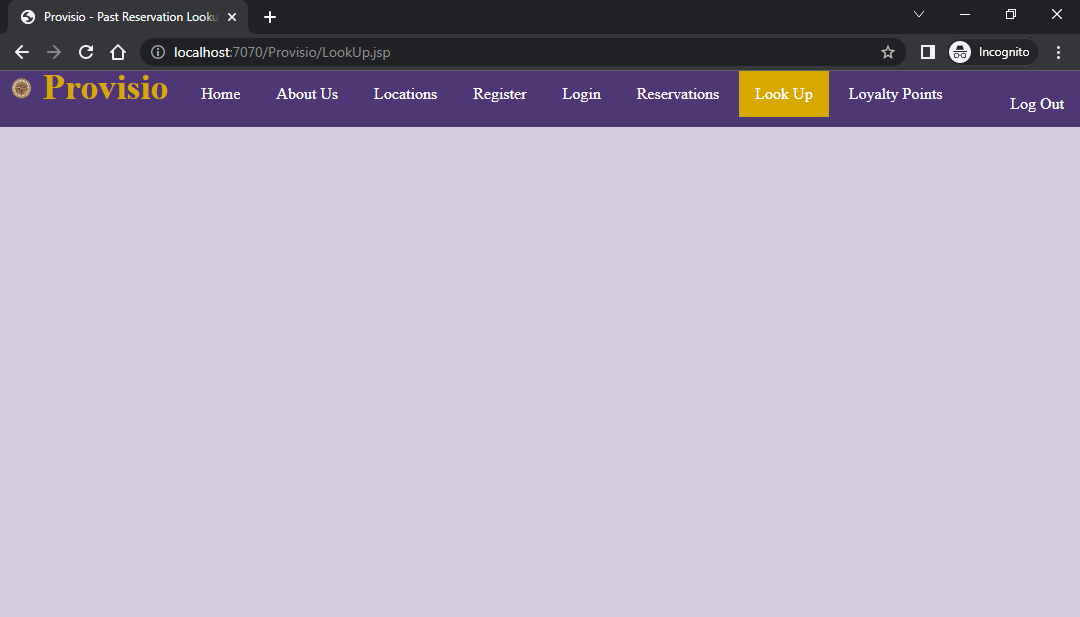 Provisio - Past Reservation Looku
localhost:7070/Provisio/LookUp.jsp
Incognito
Provisio Home About Us Locations Register Login Reservations Look Up Loyalty Points Log Out